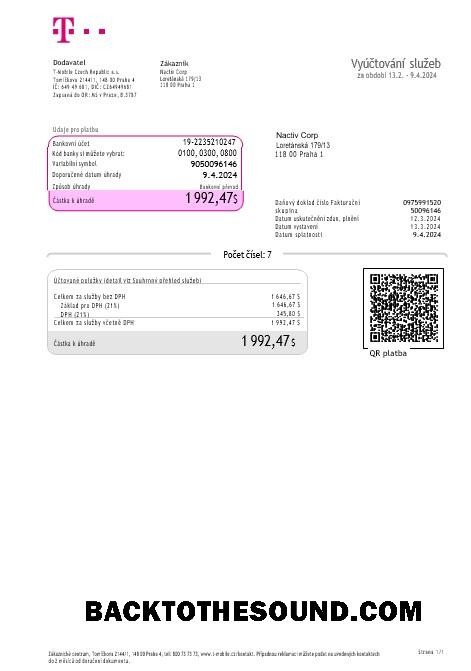 T
Dodavatel
T-Mobile Czech Republic a.s.
Tomíčkova 2144/1, 148 00 Praha 4
IČ: 649 49 681, DIČ: CZ64949681
Zapsaná do OR: MS v Praze, B.3787
Zákazník
Nactiv Corp
Loretánská 179/13
118 00 Praha 1
Vyúčtování služeb
za období 13.2. - 9.4.2024
Údaje pro platbu
Bankovní účet 19-2235210247
Kód banky si můžete vybrat: 0100, 0300, 0800
Variabilní symbol 9050096146
Doporučené datum úhrady 9.4.2024
Způsob úhrady Bankovní převod
Částka k úhradě 1 992,47$
Nactiv Corp
Loretánská 179/13
118 00 Praha 1
Daňový doklad číslo Fakturační 0975991520
skupina 50096146
Datum uskutečnění zdan. plnění 12.3.2024
Datum vystavení 13.3.2024
Datum splatnosti 9.4.2024
Počet čísel: 7
Účtované položky (detail viz Souhrnný přehled služeb)
Celkem za služby bez DPH 1 646,67 $
Základ pro DPH (21%) 1 646,67 $
DPH (21%) 345,80 $
Celkem za služby včetně DPH 1 992,47 $
Částka k úhradě 1 992,47$
QR platba
BACKTOTHESOUND.COM
Zákaznické centrum, Tomíčkova 2144/1, 148 00 Praha 4, tel: 800 73 73 73, www.t-mobile.cz/kontakt. Případnou reklamaci můžete podat na uvedených kontaktech
do 2 měsíců od doručení dokumentu.
Strana 1/1